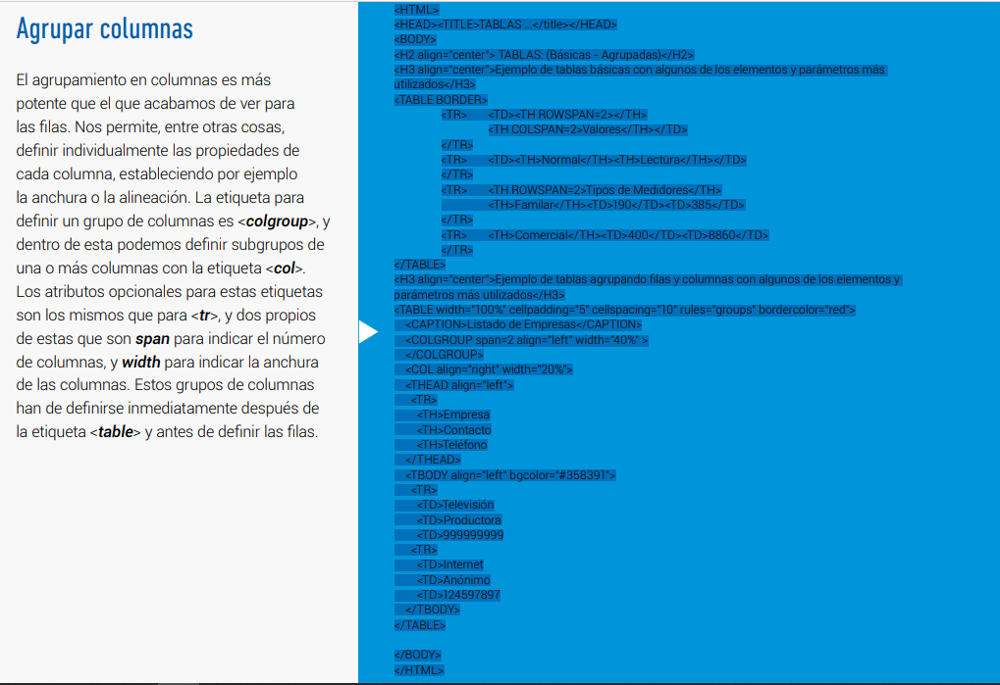 Agrupar columnas
El agrupamiento en columnas es más
potente que el que acabamos de ver para
las filas. Nos permite, entre otras cosas,
definir individualmente las propiedades de
cada columna, estableciendo por ejemplo
la anchura o la alineación. La etiqueta para
definir un grupo de columnas es <colgroup>, y
dentro de esta podemos definir subgrupos de
una o más columnas con la etiqueta <col>.
Los atributos opcionales para estas etiquetas
son los mismos que para <tr>, y dos propios
de estas que son span para indicar el número
de columnas, y width para indicar la anchura
de las columnas. Estos grupos de columnas
han de definirse inmediatamente después de
la etiqueta <table> y antes de definir las filas.
<HTML>
<HEAD><TITLE>TABLAS ...</title></HEAD>
<BODY>
<H2 align="center"> TABLAS: (Básicas - Agrupadas)</H2>
<H3 align="center">Ejemplo de tablas básicas con algunos de los elementos y parámetros más
utilizados</H3>
<TABLE BORDER>
<TR> <TD><TH ROWSPAN=2></TH>
<TH COLSPAN=2>Valores</TH></TD>
</TR>
<TR> <TD><TH>Normal</TH><TH>Lectura</TH></TD>
</TR>
<TR> <TH ROWSPAN=2>Tipos de Medidores</TH>
<TH>Familar</TH><TD>190</TD><TD>385</TD>
</TR>
<TR> <TH>Comercial</TH><TD>400</TD><TD>8860</TD>
</TR>
</TABLE>
<H3 align="center">Ejemplo de tablas agrupando filas y columnas con algunos de los elementos y
parámetros más utilizados</H3>
<TABLE width="100%" cellpadding="5" cellspacing="10" rules="groups" bordercolor="red">
<CAPTION>Listado de Empresas</CAPTION>
<COLGROUP span=2 align="left" width="40%" >
</COLGROUP>
<COL align="right" width="20%">
<THEAD align="left">
<TR>
<TH>Empresa
<TH>Contacto
<TH>Teléfono
</THEAD>
<TBODY align="left" bgcolor="#358391">
<TR>
<TD>Televisión
<TD>Productora
<TD>999999999
<TR>
<TD>Internet
<TD>Anónimo
<TD>124597897
</TBODY>
</TABLE>
</BODY>
</HTML>